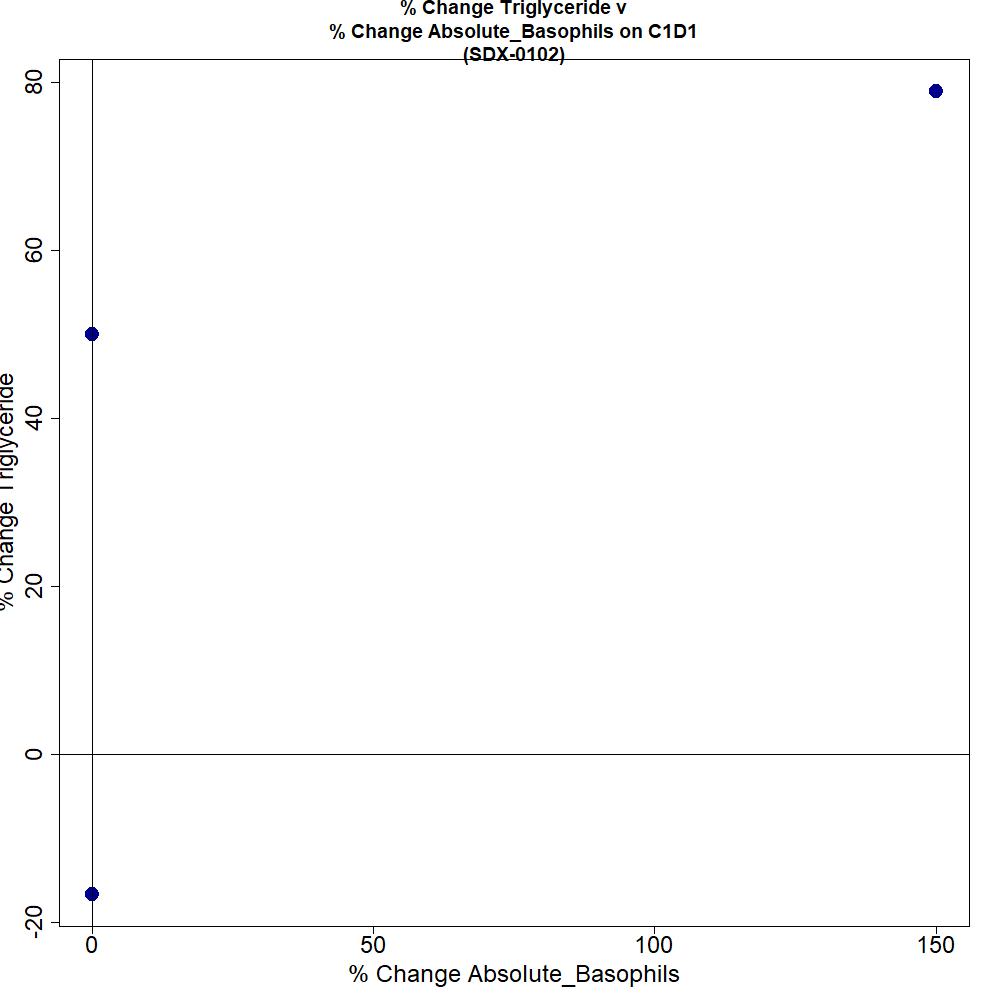 % Change Triglyceride v
% Change Absolute_Basophils on C1D1
(SDX-0102)
80
60
40
20
0
-20
% Change Triglyceride
0
50
100
150
% Change Absolute_Basophils